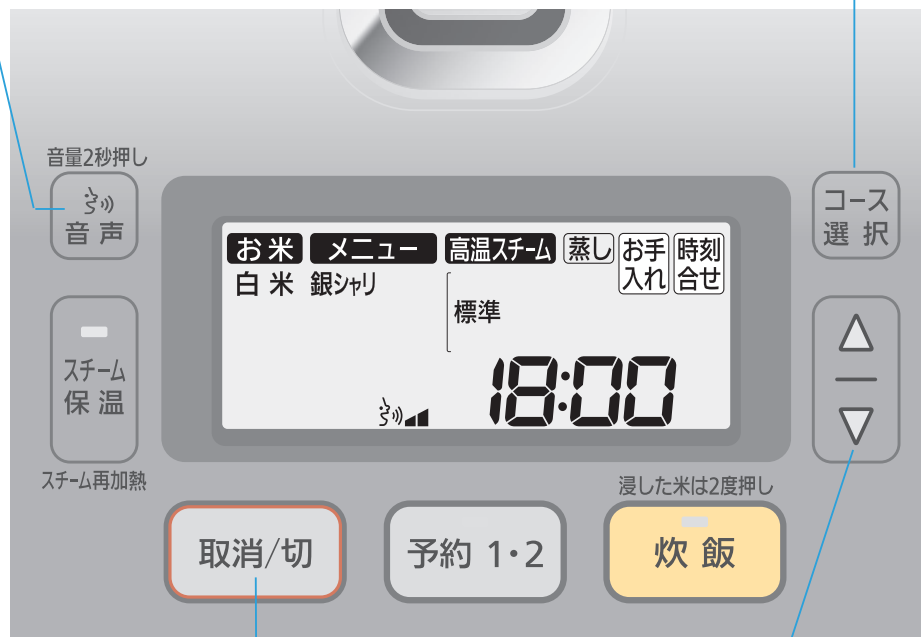 音量2秒押し
音声
コース
選択
お米 メニュー 高温スチーム 蒸し お手入れ 時刻合せ
白米 銀シャリ
標準
18:00
スチーム
保温
スチーム再加熱
浸した米は2度押し
取消/切
予約 1・2
炊飯